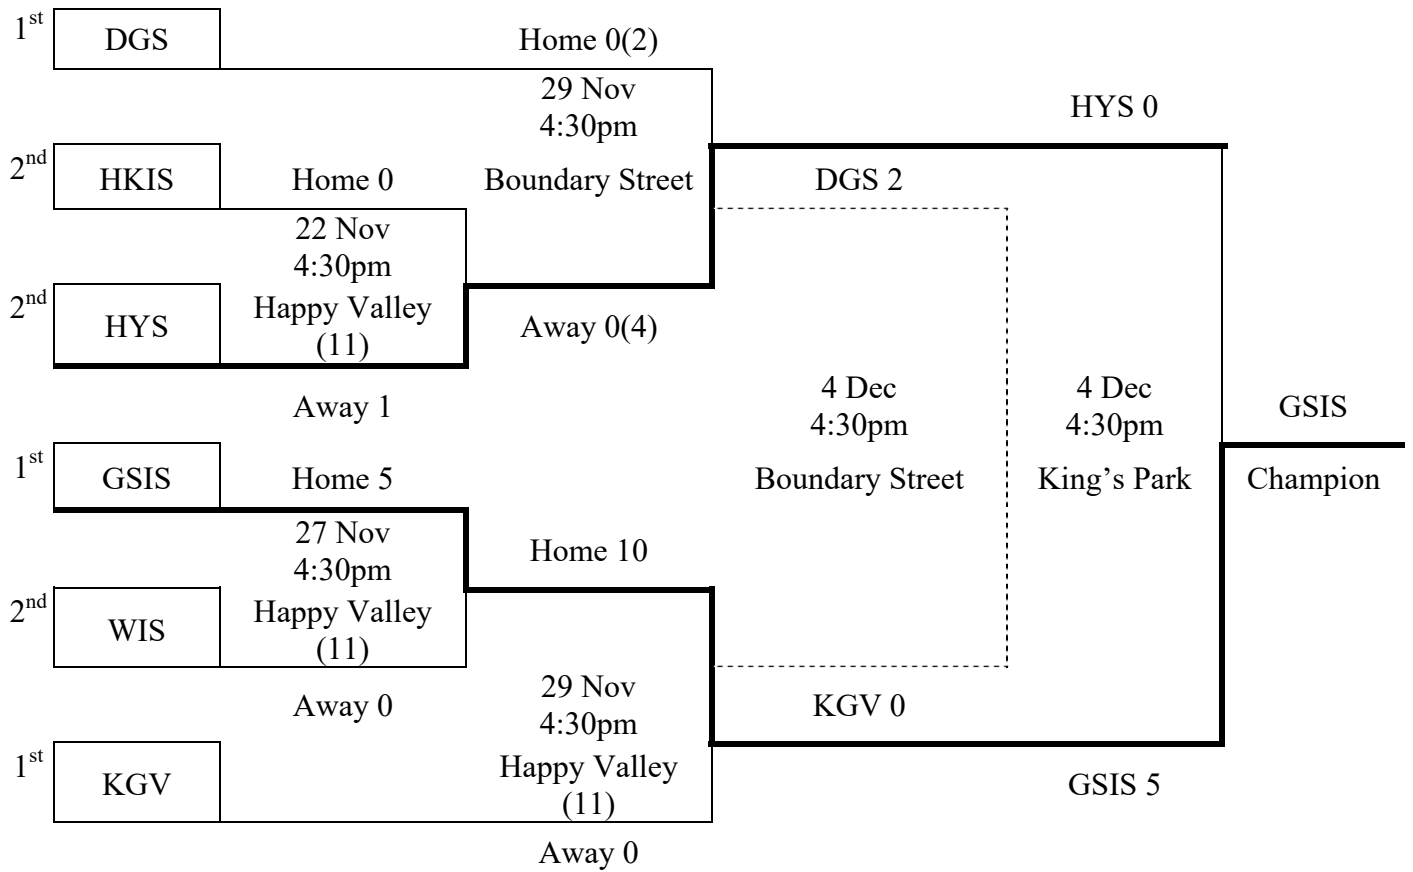 1st
DGS
Home 0(2)
29 Nov
4:30pm
HYS 0
2nd
HKIS
Home 0
Boundary Street
DGS 2
22 Nov
4:30pm
2nd
HYS
Happy Valley
(11)
Away 0(4)
Away 1
4 Dec
4:30pm
Boundary Street
4 Dec
4:30pm
King's Park
GSIS
Champion
1st
GSIS
Home 5
27 Nov
4:30pm
Home 10
2nd
WIS
Happy Valley
(11)
Away 0
29 Nov
4:30pm
KGV 0
1st
KGV
Happy Valley
(11)
GSIS 5
Away 0